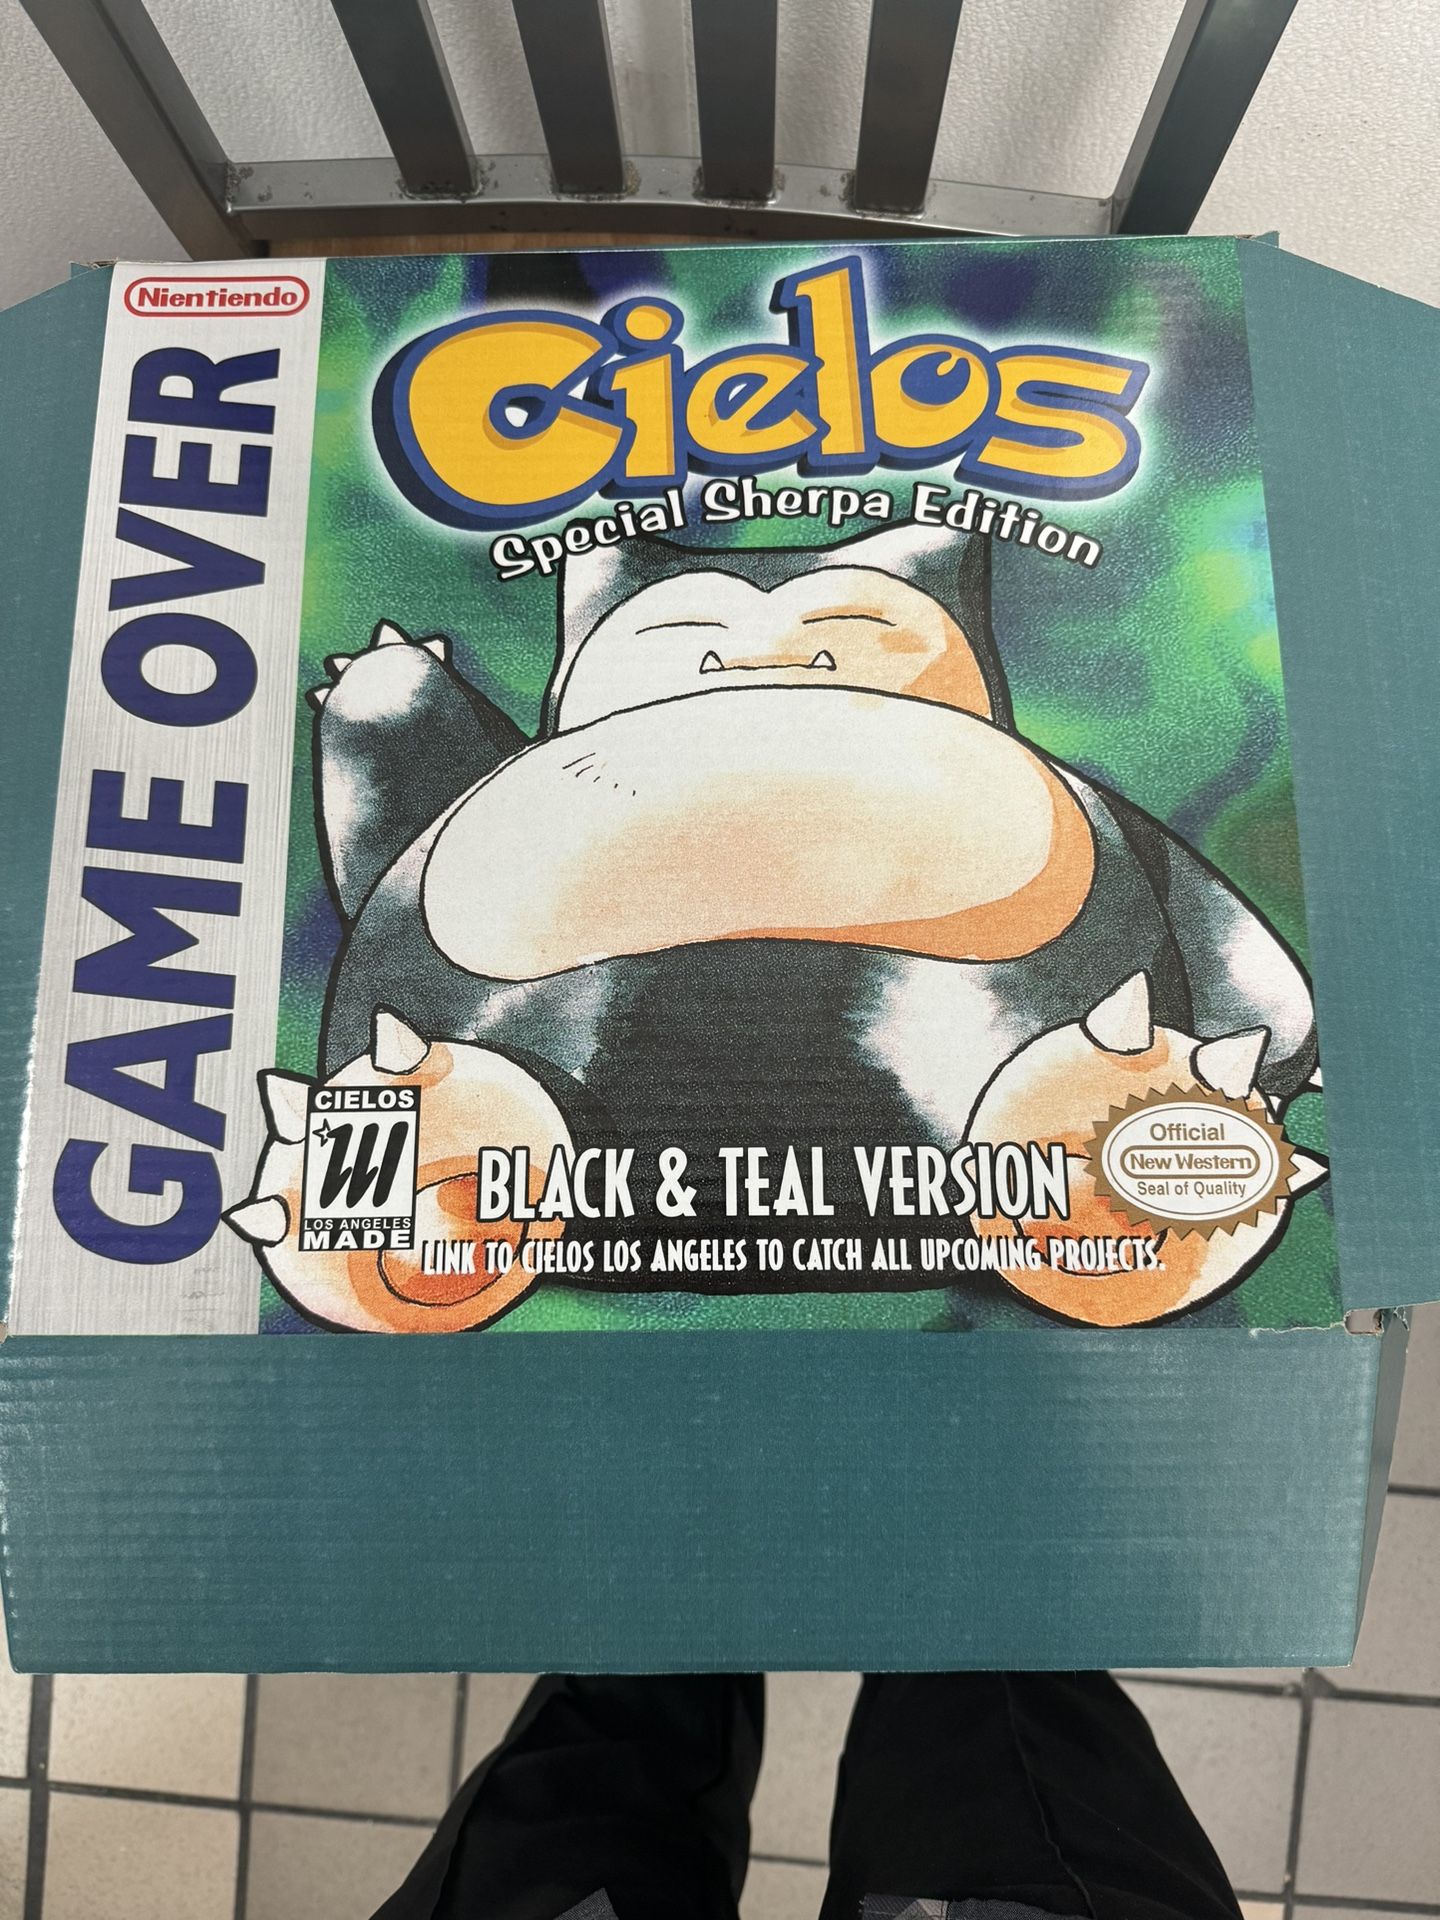 Nientiendo
GAME OVER
Cielos
Special Sherpa Edition
CIELOS
LOS ANGELES
MADE
BLACK & TEAL VERSION
LINK TO CIELOS LOS ANGELES TO CATCH ALL UPCOMING PROJECTS.
Official
New Western
Seal of Quality